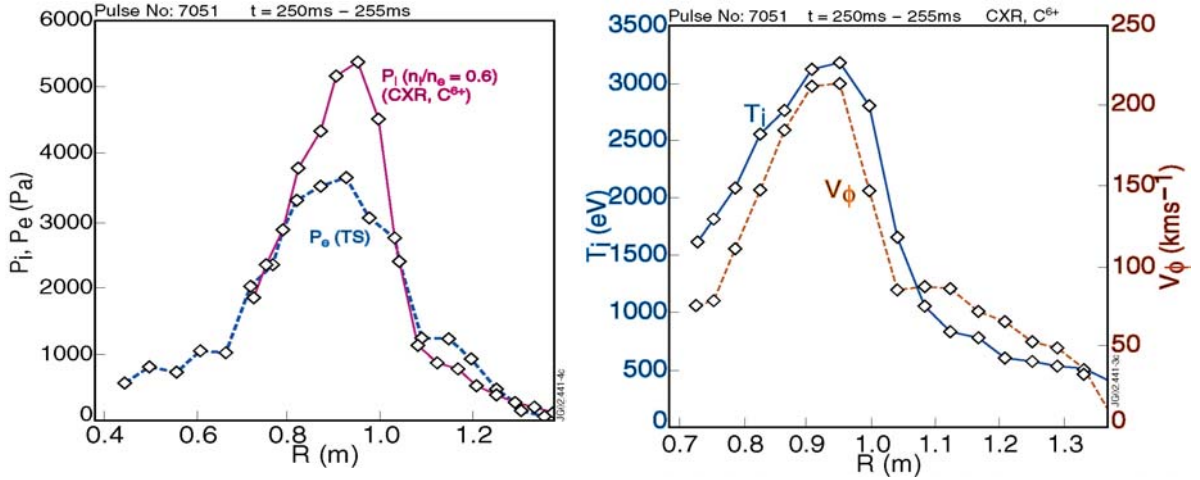 Pulse No: 7051 t = 250ms – 255ms
6000
5000
4000
3000
2000
1000
0
Pi, Pe (Pa)
Pi (ni/ne = 0.6)
(CXR, C6+)
Pe (TS)
0.4 0.6 0.8 1.0 1.2
R (m)
JG02.441-4c
Pulse No: 7051 t = 250ms – 255ms CXR, C6+
3500
3000
2500
2000
1500
1000
500
0
Ti (eV)
Ti
Vϕ
0.7 0.8 0.9 1.0 1.1 1.2 1.3
R (m)
250
200
150
100
50
0
Vϕ (kms–1)
JG02.441-3c